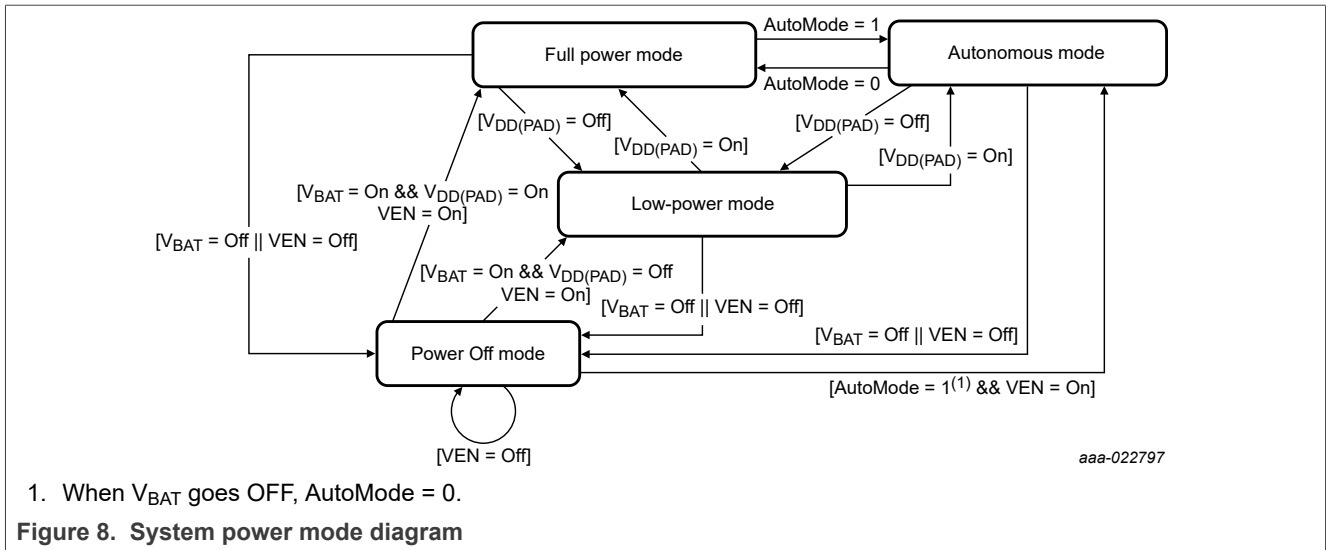 AutoMode = 1
Full power mode
Autonomous mode
AutoMode = 0
[VDD(PAD) = Off]
[VDD(PAD) = On]
[VDD(PAD) = Off]
[VDD(PAD) = On]
[VBAT = On && VDD(PAD) = On
VEN = On]
Low-power mode
[VBAT = Off || VEN = Off]
[VBAT = On && VDD(PAD) = Off
VEN = On]
[VBAT = Off || VEN = Off]
[VBAT = Off || VEN = Off]
Power Off mode
[AutoMode = 1(1) && VEN = On]
[VEN = Off]
aaa-022797
1. When VBAT goes OFF, AutoMode = 0.
Figure 8. System power mode diagram